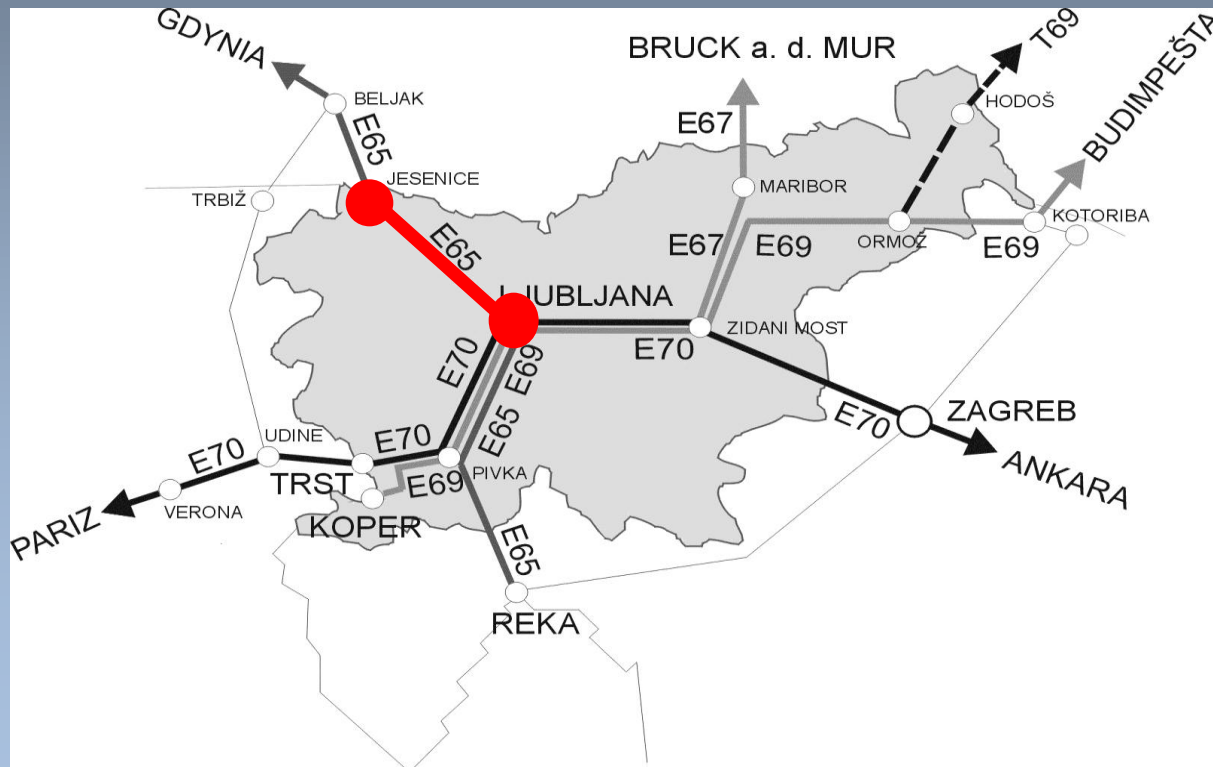 GDYNIA
BELJAK
E65
JESENICE
TRBIŽ
E65
BRUCK a. d. MUR
E67
MARIBOR
T69
HODOŠ
BUDIMPEŠTA
KOTORIBA
ORMOŽ
E69
E67
E69
LJUBLJANA
ZIDANI MOST
E70
E70
E69
E65
ZAGREB
E70
ANKARA
UDINE
E70
E70
TRST
E69
PIVKA
VERONA
PARIZ
KOPER
E65
REKA